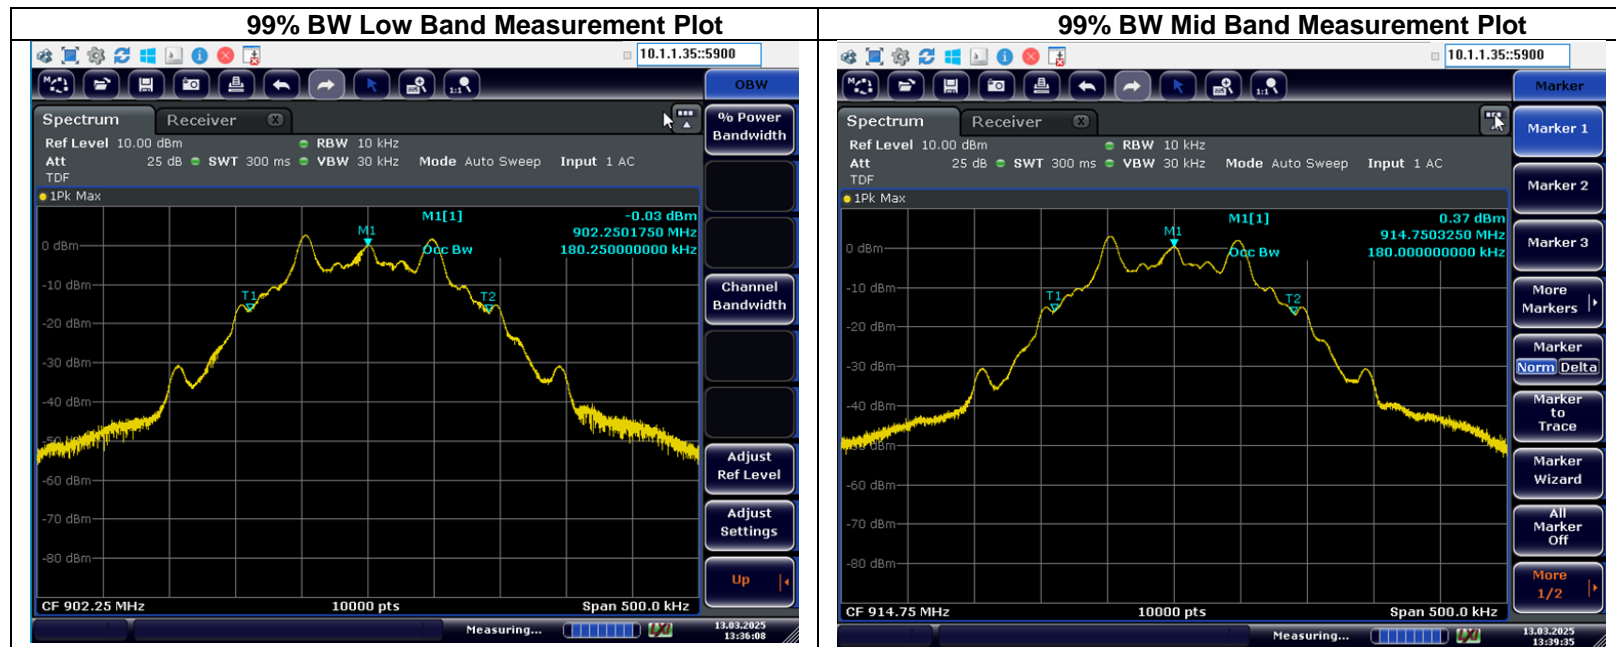 99% BW Low Band Measurement Plot
10.1.1.35::5900
OBW
Spectrum
Receiver
Ref Level 10.00 dBm
RBW 10 kHz
Att 25 dB SWT 300 ms VBW 30 kHz Mode Auto Sweep Input 1 AC
TDF
1Pk Max
M1[1] -0.03 dBm
902.2501750 MHz
Occ Bw 180.250000000 kHz
M1
T1
T2
0 dBm
-10 dBm
-20 dBm
-30 dBm
-40 dBm
-60 dBm
-70 dBm
-80 dBm
CF 902.25 MHz 10000 pts Span 500.0 kHz
% Power
Bandwidth
Channel
Bandwidth
Adjust
Ref Level
Adjust
Settings
Up
Measuring...
13.03.2025
13:36:08
99% BW Mid Band Measurement Plot
10.1.1.35::5900
Marker
Spectrum
Receiver
Ref Level 10.00 dBm
RBW 10 kHz
Att 25 dB SWT 300 ms VBW 30 kHz Mode Auto Sweep Input 1 AC
TDF
1Pk Max
M1[1] 0.37 dBm
914.7503250 MHz
Occ Bw 180.000000000 kHz
M1
T1
T2
0 dBm
-10 dBm
-20 dBm
-30 dBm
-40 dBm
-60 dBm
-70 dBm
-80 dBm
CF 914.75 MHz 10000 pts Span 500.0 kHz
Marker 1
Marker 2
Marker 3
More
Markers
Marker
Norm Delta
Marker
to
Trace
Marker
Wizard
All
Marker
Off
More
1/2
Measuring...
13.03.2025
13:39:35